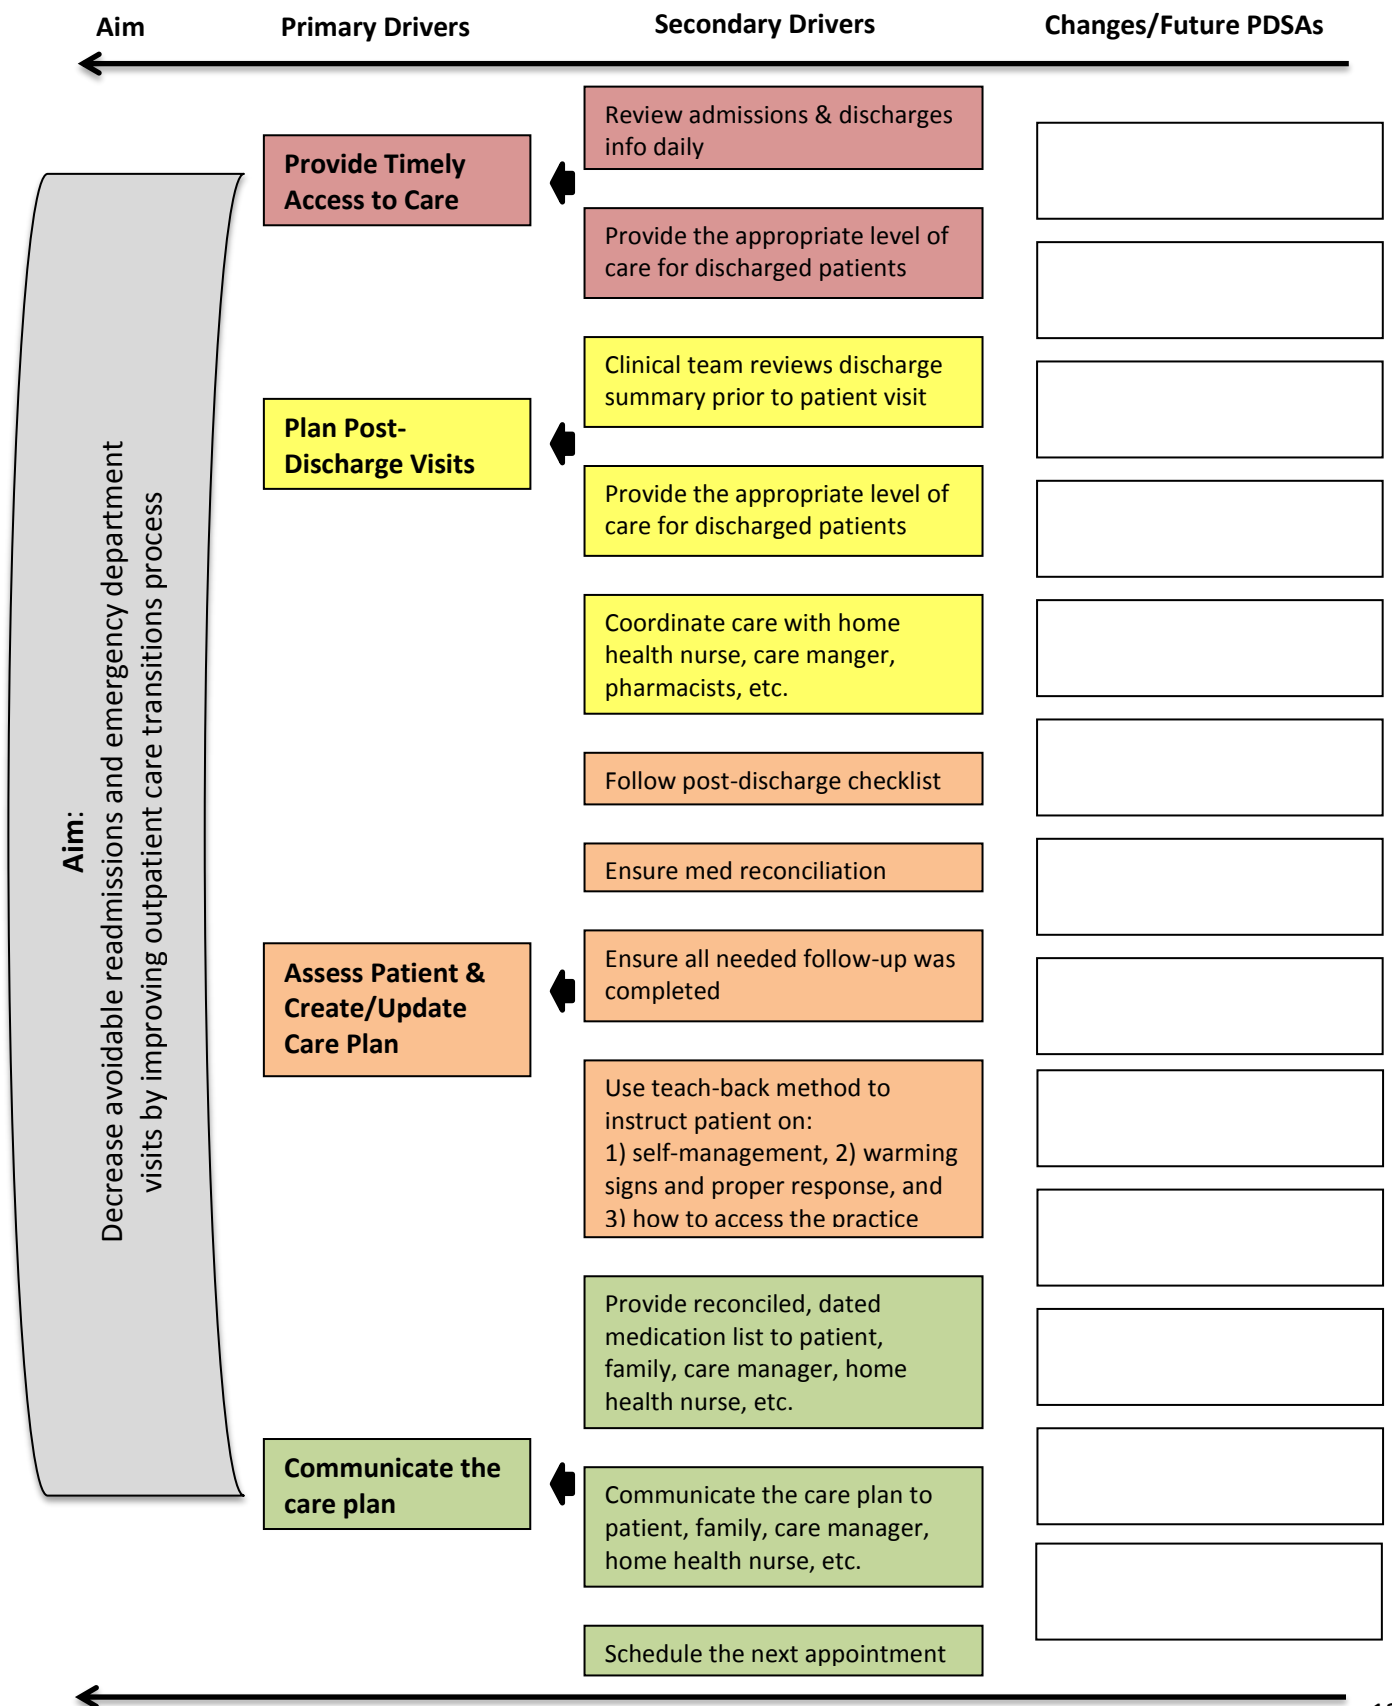 Aim
Primary Drivers
Secondary Drivers
Changes/Future PDSAs
Aim:
Decrease avoidable readmissions and emergency department
visits by improving outpatient care transitions process
Provide Timely
Access to Care
Review admissions & discharges
info daily
Provide the appropriate level of
care for discharged patients
Plan Post-
Discharge Visits
Clinical team reviews discharge
summary prior to patient visit
Provide the appropriate level of
care for discharged patients
Coordinate care with home
health nurse, care manger,
pharmacists, etc.
Assess Patient &
Create/Update
Care Plan
Follow post-discharge checklist
Ensure med reconciliation
Ensure all needed follow-up was
completed
Use teach-back method to
instruct patient on:
1) self-management, 2) warming
signs and proper response, and
3) how to access the practice
Communicate the
care plan
Provide reconciled, dated
medication list to patient,
family, care manager, home
health nurse, etc.
Communicate the care plan to
patient, family, care manager,
home health nurse, etc.
Schedule the next appointment